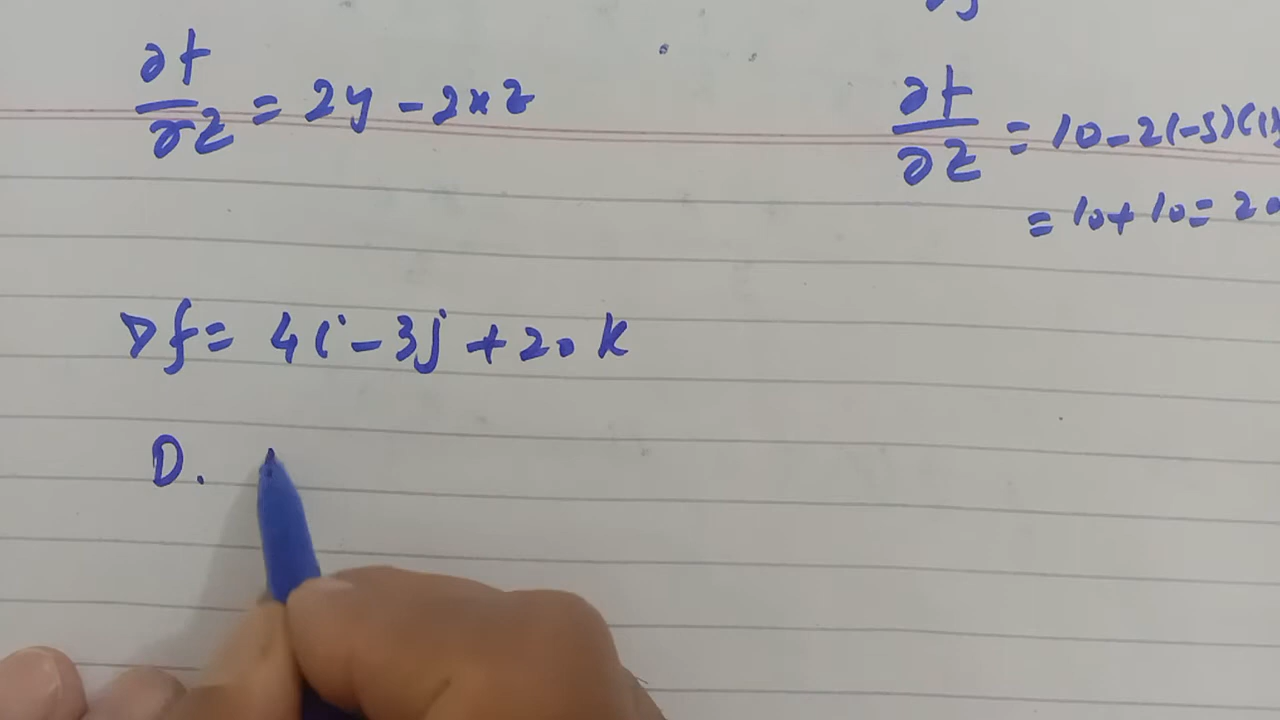 ∂f/∂z = 2y - 2xz
∂f/∂z = 10 - 2(-5)(1)
= 10 + 10 = 20
∇f = 4i - 3j + 20k
D.